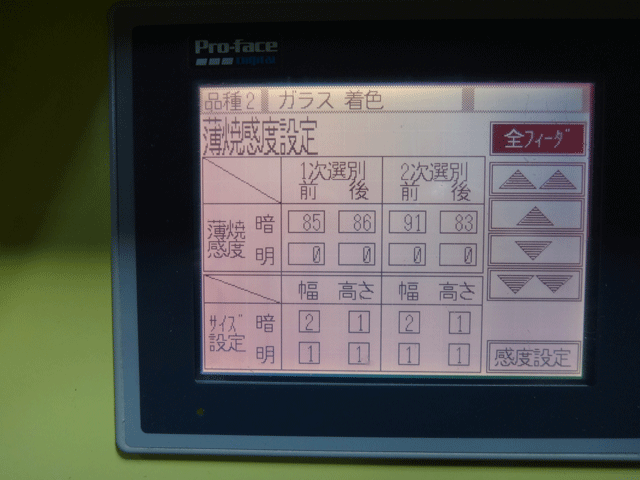 Pro-face
品種2 ガラス 着色
薄焼感度設定
全フィーダ
1次選別 2次選別
前 後 前 後
薄焼感度 暗 85 86 91 83
明 0 0 0 0
幅 高さ 幅 高さ
サイズ設定 暗 2 1 2 1
明 1 1 1 1
感度設定